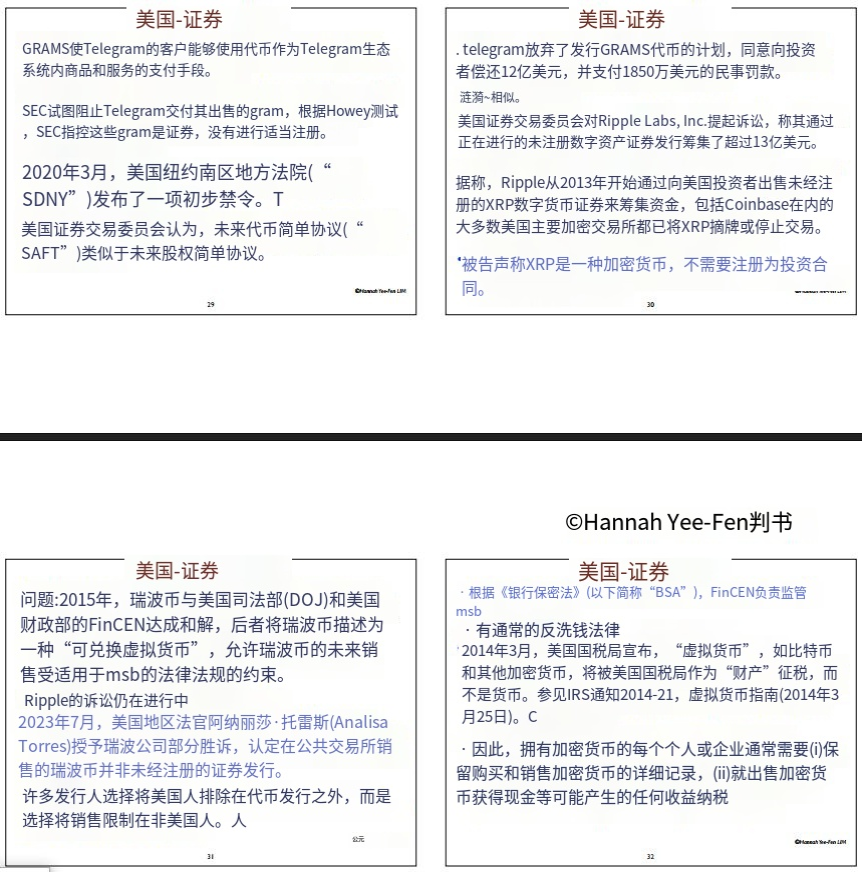 美国-证券
GRAMS使Telegram的客户能够使用代币作为Telegram生态
系统内商品和服务的支付手段。
SEC试图阻止Telegram交付其出售的gram，根据Howey测试
，SEC指控这些gram是证券，没有进行适当注册。
2020年3月，美国纽约南区地方法院(“
SDNY”)发布了一项初步禁令。T
美国证券交易委员会认为，未来代币简单协议(“
SAFT”)类似于未来股权简单协议。
©Hannah Yee-Fen LIM
29
美国-证券
. telegram放弃了发行GRAMS代币的计划，同意向投资
者偿还12亿美元，并支付1850万美元的民事罚款。
涟漪~相似。
美国证券交易委员会对Ripple Labs, Inc.提起诉讼，称其通过
正在进行的未注册数字资产证券发行筹集了超过13亿美元。
据称，Ripple从2013年开始通过向美国投资者出售未经注
册的XRP数字货币证券来筹集资金，包括Coinbase在内的
大多数美国主要加密交易所都已将XRP摘牌或停止交易。
被告声称XRP是一种加密货币，不需要注册为投资合
同。
30
©Hannah Yee-Fen判书
美国-证券
问题:2015年，瑞波币与美国司法部(DOJ)和美国
财政部的FinCEN达成和解，后者将瑞波币描述为
一种“可兑换虚拟货币”，允许瑞波币的未来销
售受适用于msb的法律法规的约束。
Ripple的诉讼仍在进行中
2023年7月，美国地区法官阿纳丽莎·托雷斯(Analisa
Torres)授予瑞波公司部分胜诉，认定在公共交易所销
售的瑞波币并非未经注册的证券发行。
许多发行人选择将美国人排除在代币发行之外，而是
选择将销售限制在非美国人。人
公元
31
美国-证券
· 根据《银行保密法》(以下简称“BSA”)，FinCEN负责监管
msb
· 有通常的反洗钱法律
2014年3月，美国国税局宣布，“虚拟货币”，如比特币
和其他加密货币，将被美国国税局作为“财产”征税，而
不是货币。参见IRS通知2014-21，虚拟货币指南(2014年3
月25日)。C
· 因此，拥有加密货币的每个个人或企业通常需要(i)保
留购买和销售加密货币的详细记录，(ii)就出售加密货
币获得现金等可能产生的任何收益纳税
©Hannah Yee-Fen LIM
32